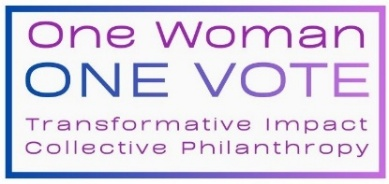 One Woman
ONE VOTE
Transformative Impact
Collective Philanthropy